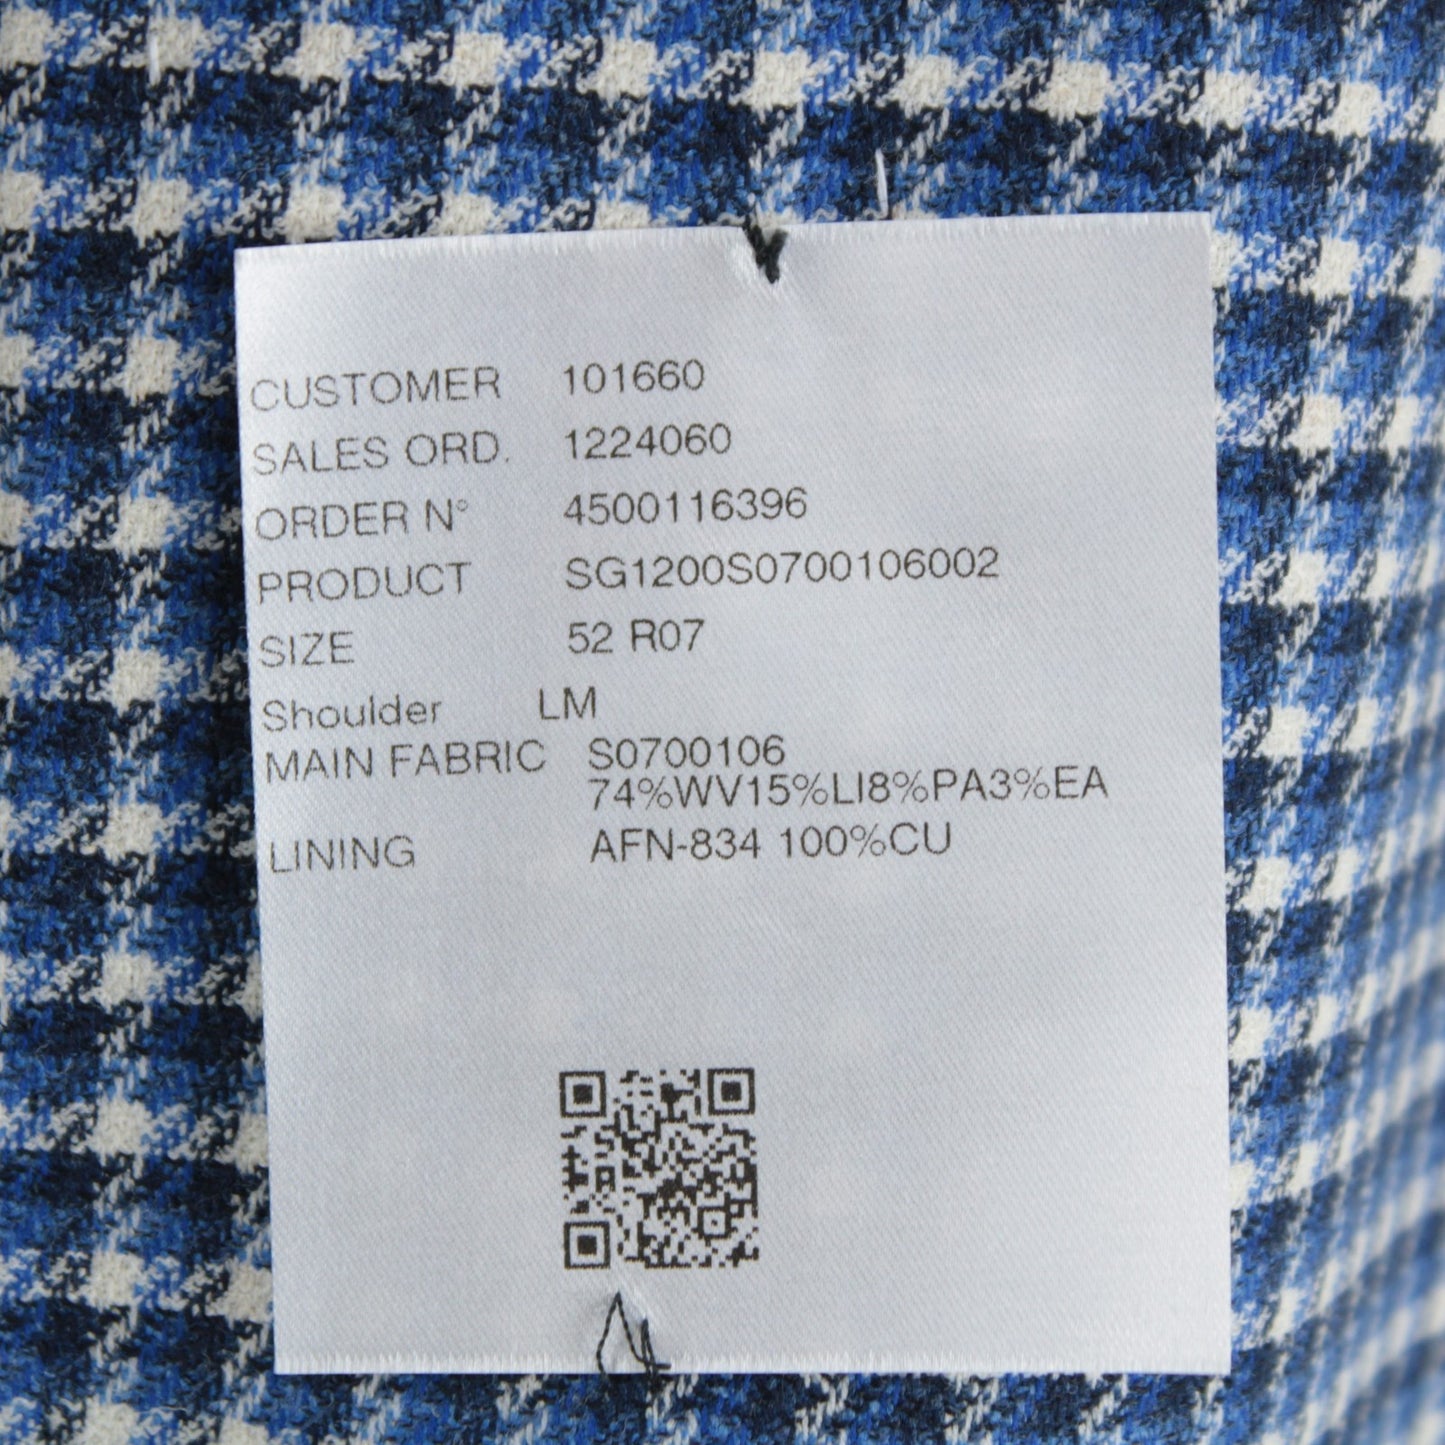 CUSTOMER 101660
SALES ORD. 1224060
ORDER N° 4500116396
PRODUCT SG1200S0700106002
SIZE 52 R07
Shoulder LM
MAIN FABRIC S0700106
74%WV15%LI8%PA3%EA
LINING AFN-834 100%CU